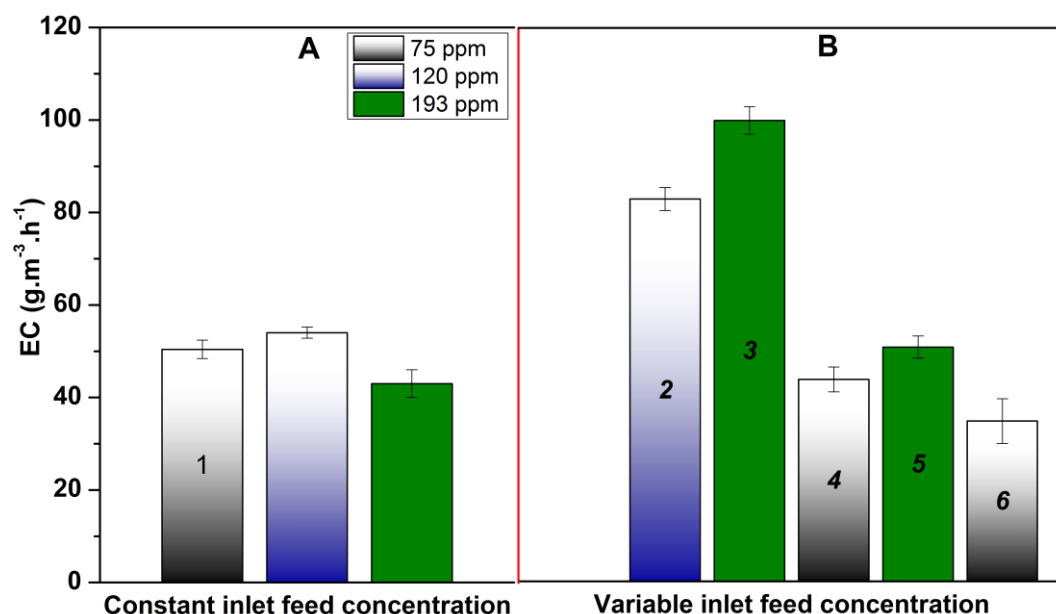 A
B
75 ppm
120 ppm
193 ppm
EC (g.m⁻³.h⁻¹)
120
100
80
60
40
20
0
1
2
3
4
5
6
Constant inlet feed concentration
Variable inlet feed concentration